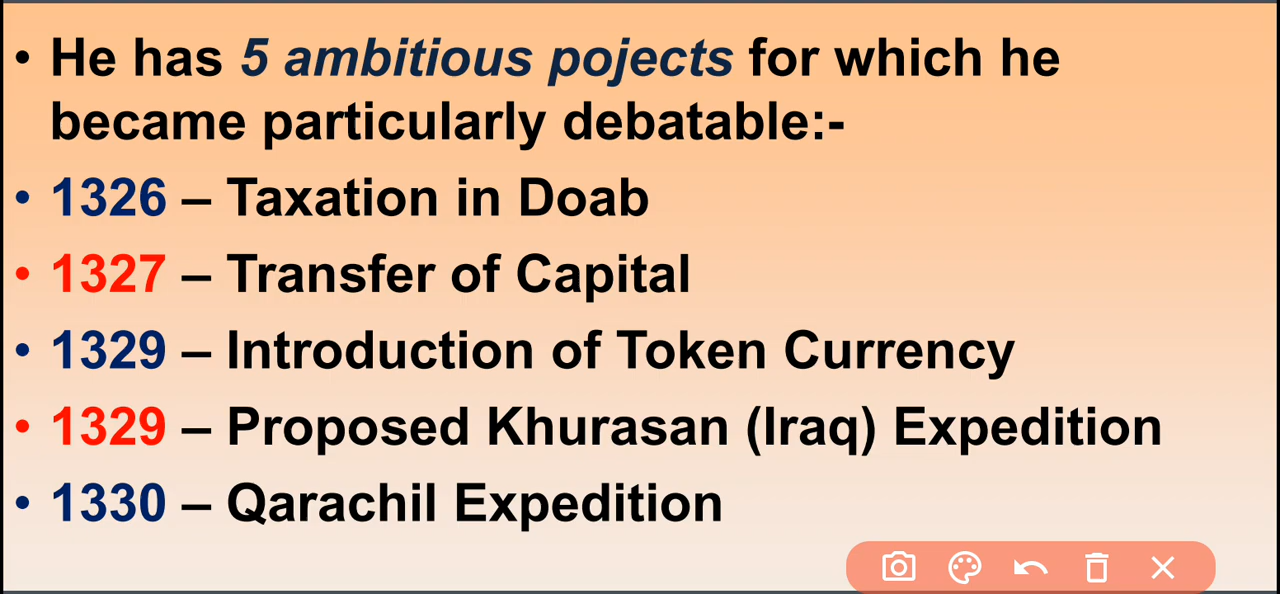 • He has 5 ambitious pojects for which he
became particularly debatable:-
• 1326 – Taxation in Doab
• 1327 – Transfer of Capital
• 1329 – Introduction of Token Currency
• 1329 – Proposed Khurasan (Iraq) Expedition
• 1330 – Qarachil Expedition